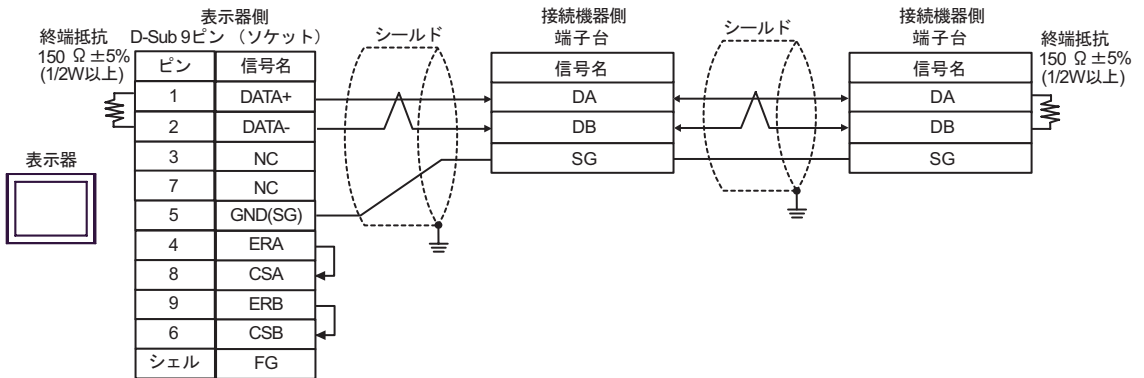 表示器側
D-Sub 9ピン （ソケット）
終端抵抗
150 Ω ±5%
(1/2W以上)
ピン 信号名
1 DATA+
2 DATA-
3 NC
7 NC
5 GND(SG)
4 ERA
8 CSA
9 ERB
6 CSB
シェル FG
表示器
シールド
接続機器側
端子台
信号名
DA
DB
SG
シールド
接続機器側
端子台
信号名
DA
DB
SG
終端抵抗
150 Ω ±5%
(1/2W以上)